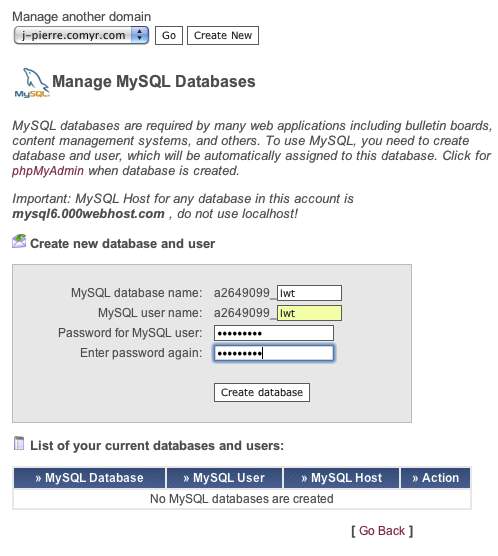 Manage another domain
j-pierre.comyr.com Go Create New
MySQL Manage MySQL Databases
MySQL databases are required by many web applications including bulletin boards,
content management systems, and others. To use MySQL, you need to create
database and user, which will be automatically assigned to this database. Click for
phpMyAdmin when database is created.
Important: MySQL Host for any database in this account is
mysql6.000webhost.com , do not use localhost!
Create new database and user
MySQL database name: a2649099_lwt
MySQL user name: a2649099_lwt
Password for MySQL user: •••••••••
Enter password again: •••••••••
Create database
List of your current databases and users:
» MySQL Database » MySQL User » MySQL Host » Action
No MySQL databases are created
[ Go Back ]